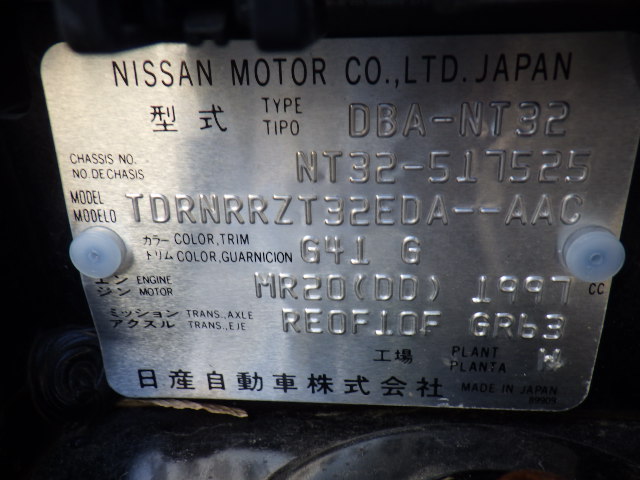 NISSAN MOTOR CO.,LTD. JAPAN
型式 TYPE TIPO DBA-NT32
CHASSIS NO. NO. DE CHASIS NT32-517525
MODEL MODELO TDRNRRZT32EDA--AAC
カラー COLOR, TRIM
トリム COLOR, GUARNICION G41 G
エンジン ENGINE MOTOR MR20(DD) 1997 CC
ミッション TRANS., AXLE
アクスル TRANS., EJE RE0F10F GR63
工場 PLANT PLANTA W
日産自動車株式会社 MADE IN JAPAN